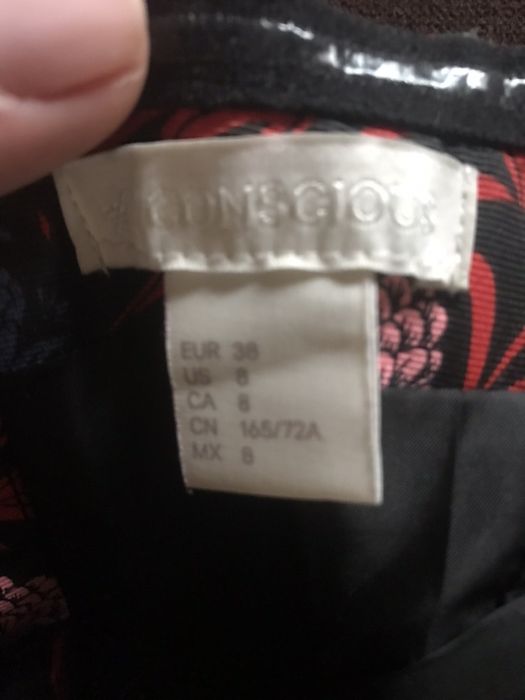 CONSCIOUS
EUR 38
US 8
CA 8
CN 165/72A
MX 8